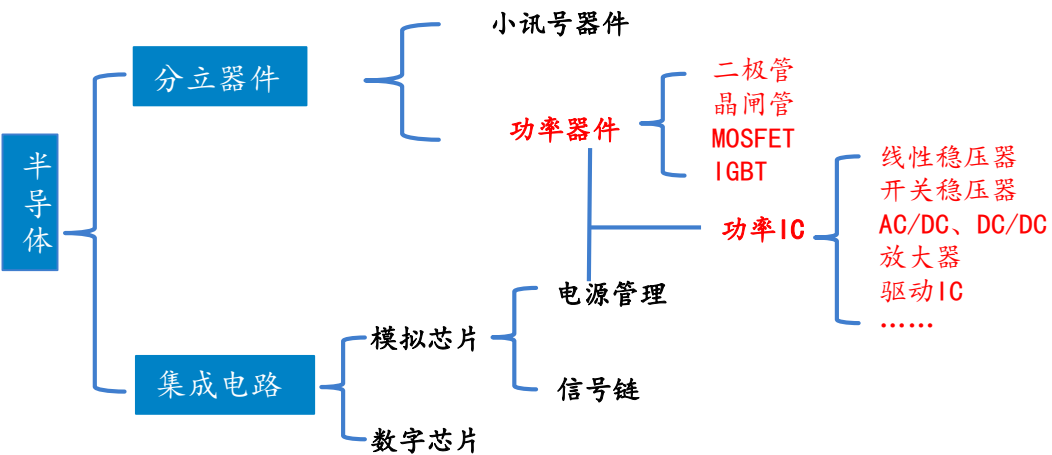 小讯号器件
分立器件
二极管
晶闸管
功率器件
MOSFET
IGBT
半导体
线性稳压器
开关稳压器
功率IC
AC/DC、DC/DC
放大器
驱动IC
……
电源管理
模拟芯片
信号链
集成电路
数字芯片